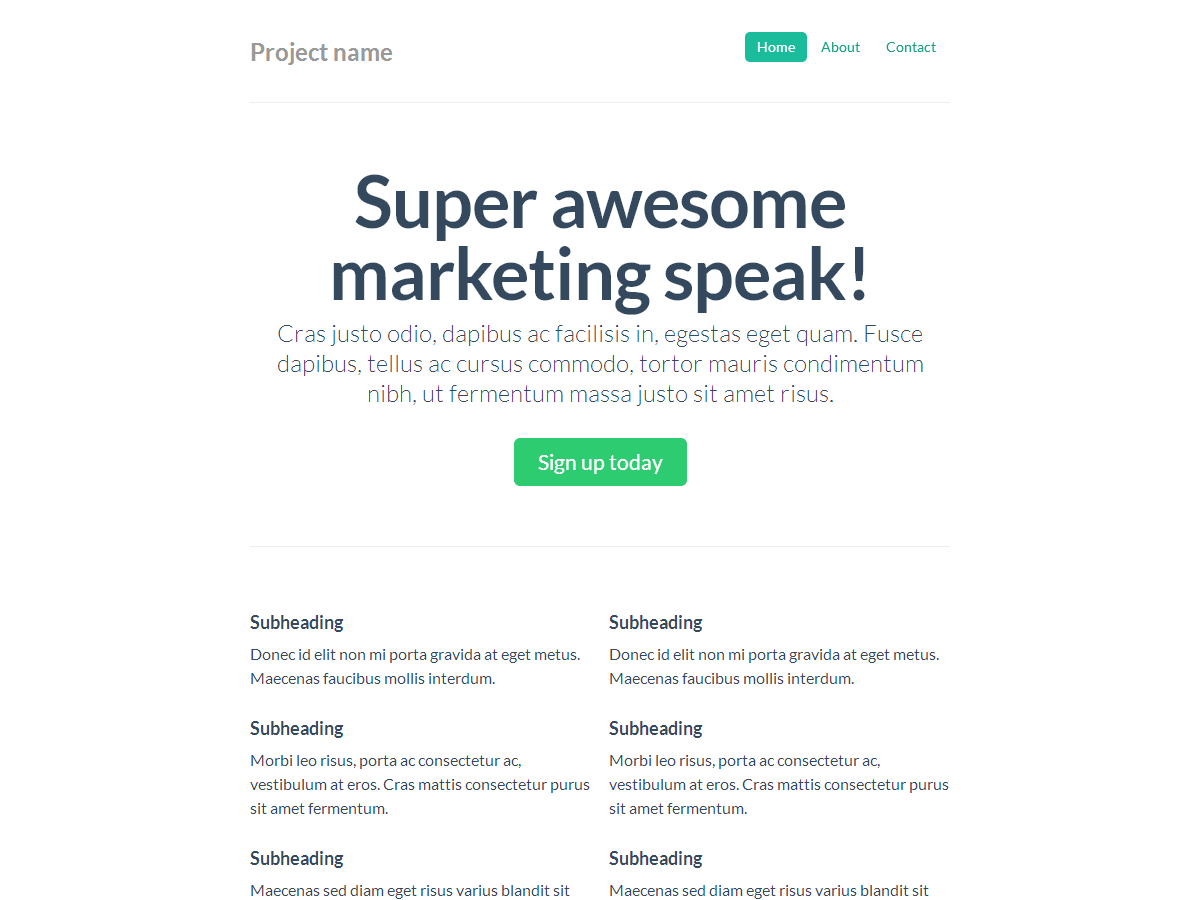 Project name
Home About Contact
Super awesome
marketing speak!
Cras justo odio, dapibus ac facilisis in, egestas eget quam. Fusce
dapibus, tellus ac cursus commodo, tortor mauris condimentum
nibh, ut fermentum massa justo sit amet risus.
Sign up today
Subheading
Donec id elit non mi porta gravida at eget metus.
Maecenas faucibus mollis interdum.
Subheading
Morbi leo risus, porta ac consectetur ac,
vestibulum at eros. Cras mattis consectetur purus
sit amet fermentum.
Subheading
Maecenas sed diam eget risus varius blandit sit
Subheading
Donec id elit non mi porta gravida at eget metus.
Maecenas faucibus mollis interdum.
Subheading
Morbi leo risus, porta ac consectetur ac,
vestibulum at eros. Cras mattis consectetur purus
sit amet fermentum.
Subheading
Maecenas sed diam eget risus varius blandit sit